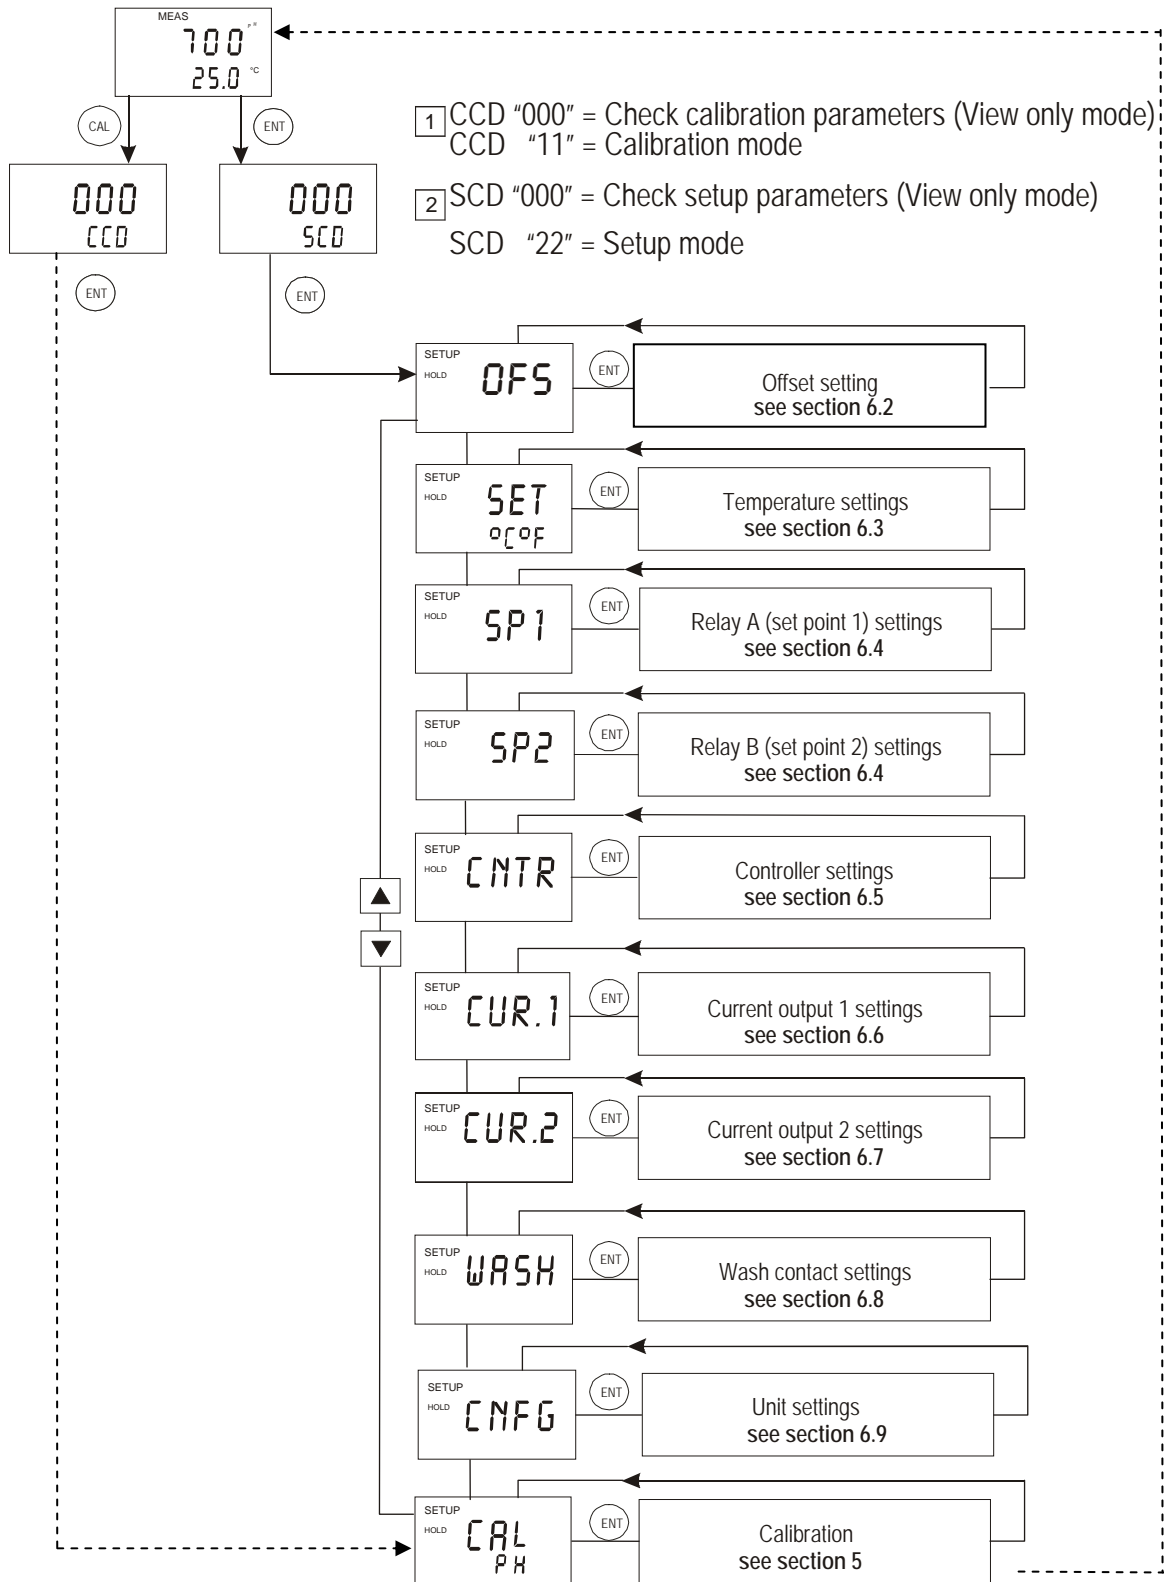 MEAS
700 pH
25.0 °C
CAL
ENT
1 CCD "000" = Check calibration parameters (View only mode)
CCD "11" = Calibration mode
000
CCD
000
SCD
2 SCD "000" = Check setup parameters (View only mode)
SCD "22" = Setup mode
ENT
ENT
SETUP
HOLD
OFS
ENT
Offset setting
see section 6.2
SETUP
HOLD
SET
°C°F
ENT
Temperature settings
see section 6.3
SETUP
HOLD
SP1
ENT
Relay A (set point 1) settings
see section 6.4
SETUP
HOLD
SP2
ENT
Relay B (set point 2) settings
see section 6.4
SETUP
HOLD
CNTR
ENT
Controller settings
see section 6.5
SETUP
HOLD
CUR.1
ENT
Current output 1 settings
see section 6.6
SETUP
HOLD
CUR.2
ENT
Current output 2 settings
see section 6.7
SETUP
HOLD
WASH
ENT
Wash contact settings
see section 6.8
SETUP
HOLD
CNFG
ENT
Unit settings
see section 6.9
SETUP
HOLD
CAL
PH
ENT
Calibration
see section 5